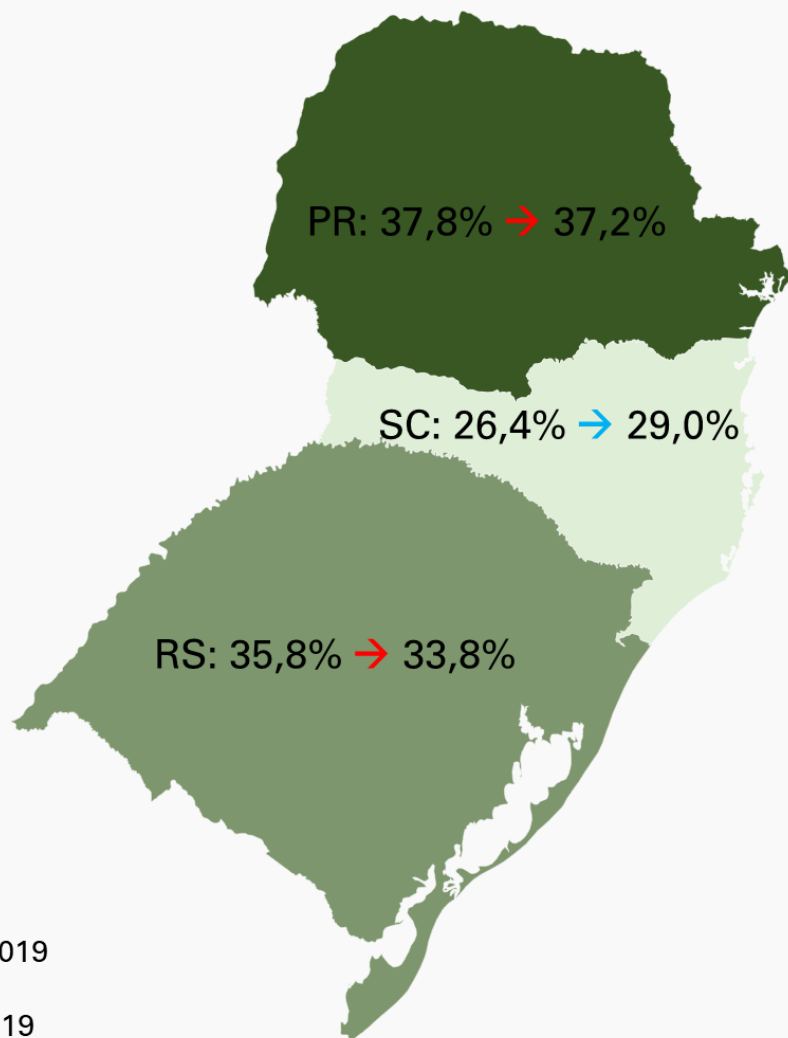 PR: 37,8% → 37,2%
SC: 26,4% → 29,0%
RS: 35,8% → 33,8%
019
19